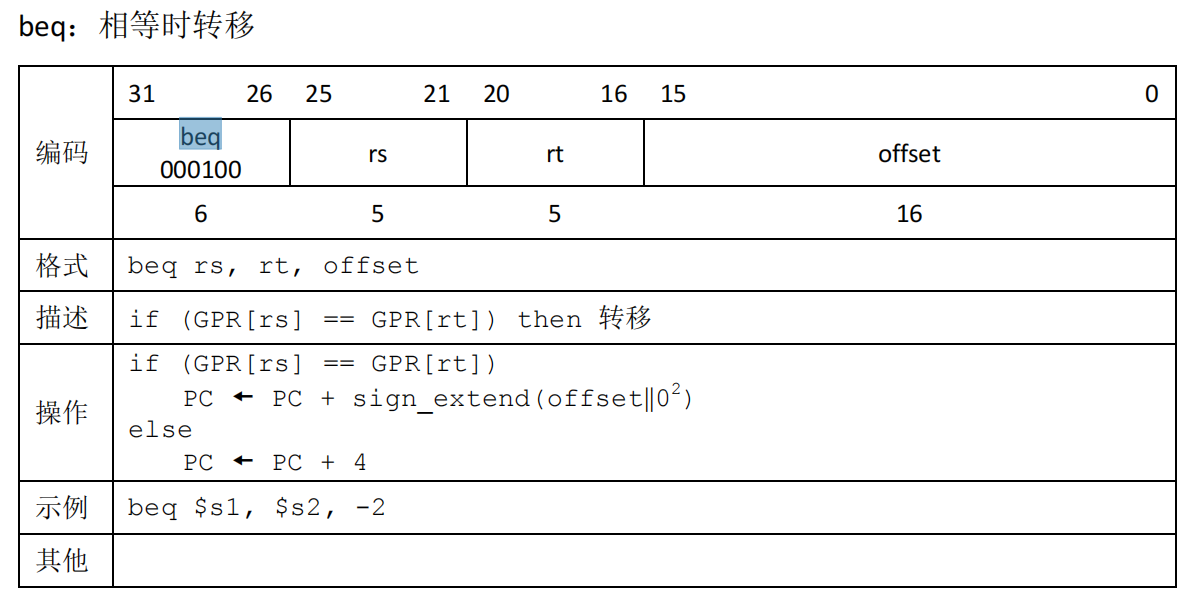 beq：相等时转移
编码
31 26 25 21 20 16 15 0
beq
000100
rs rt offset
6 5 5 16
格式 beq rs, rt, offset
描述 if (GPR[rs] == GPR[rt]) then 转移
操作
if (GPR[rs] == GPR[rt])
PC ← PC + sign_extend(offset||0²)
else
PC ← PC + 4
示例 beq $s1, $s2, -2
其他